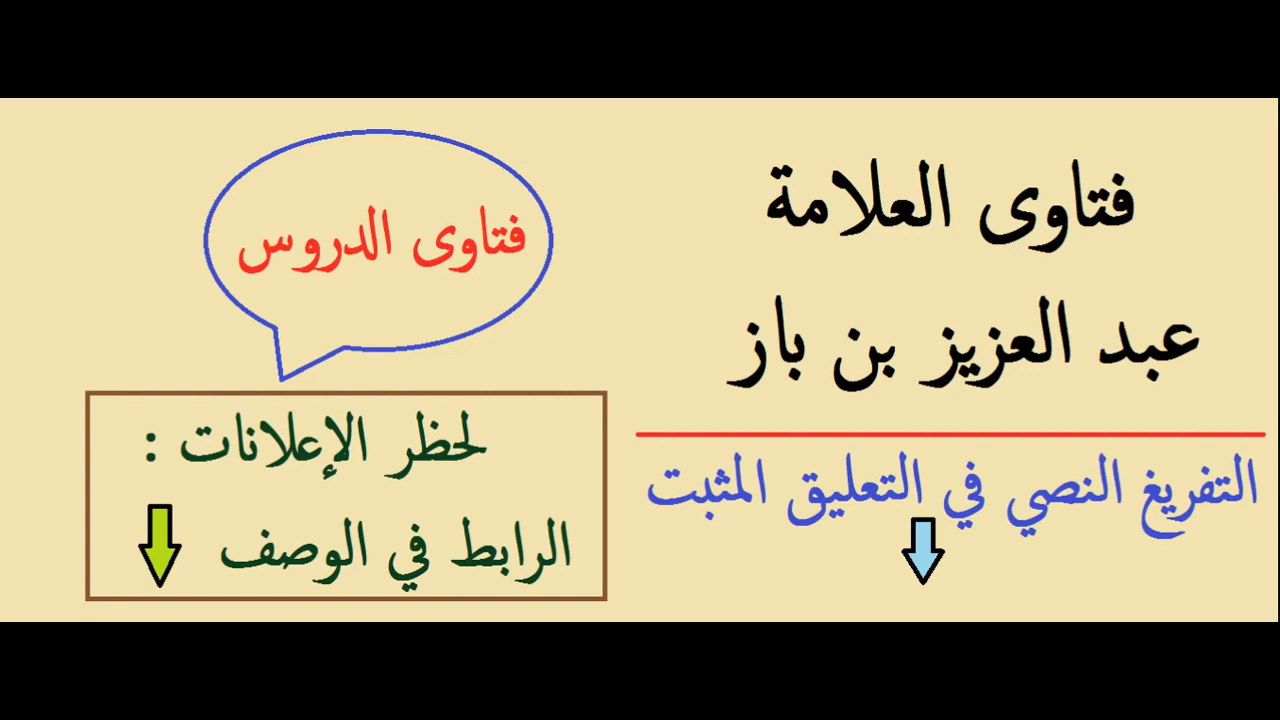 فتاوى العلامة
عبد العزيز بن باز
التفريغ النصي في التعليق المثبت
فتاوى الدروس
لحظر الإعلانات :
الرابط في الوصف